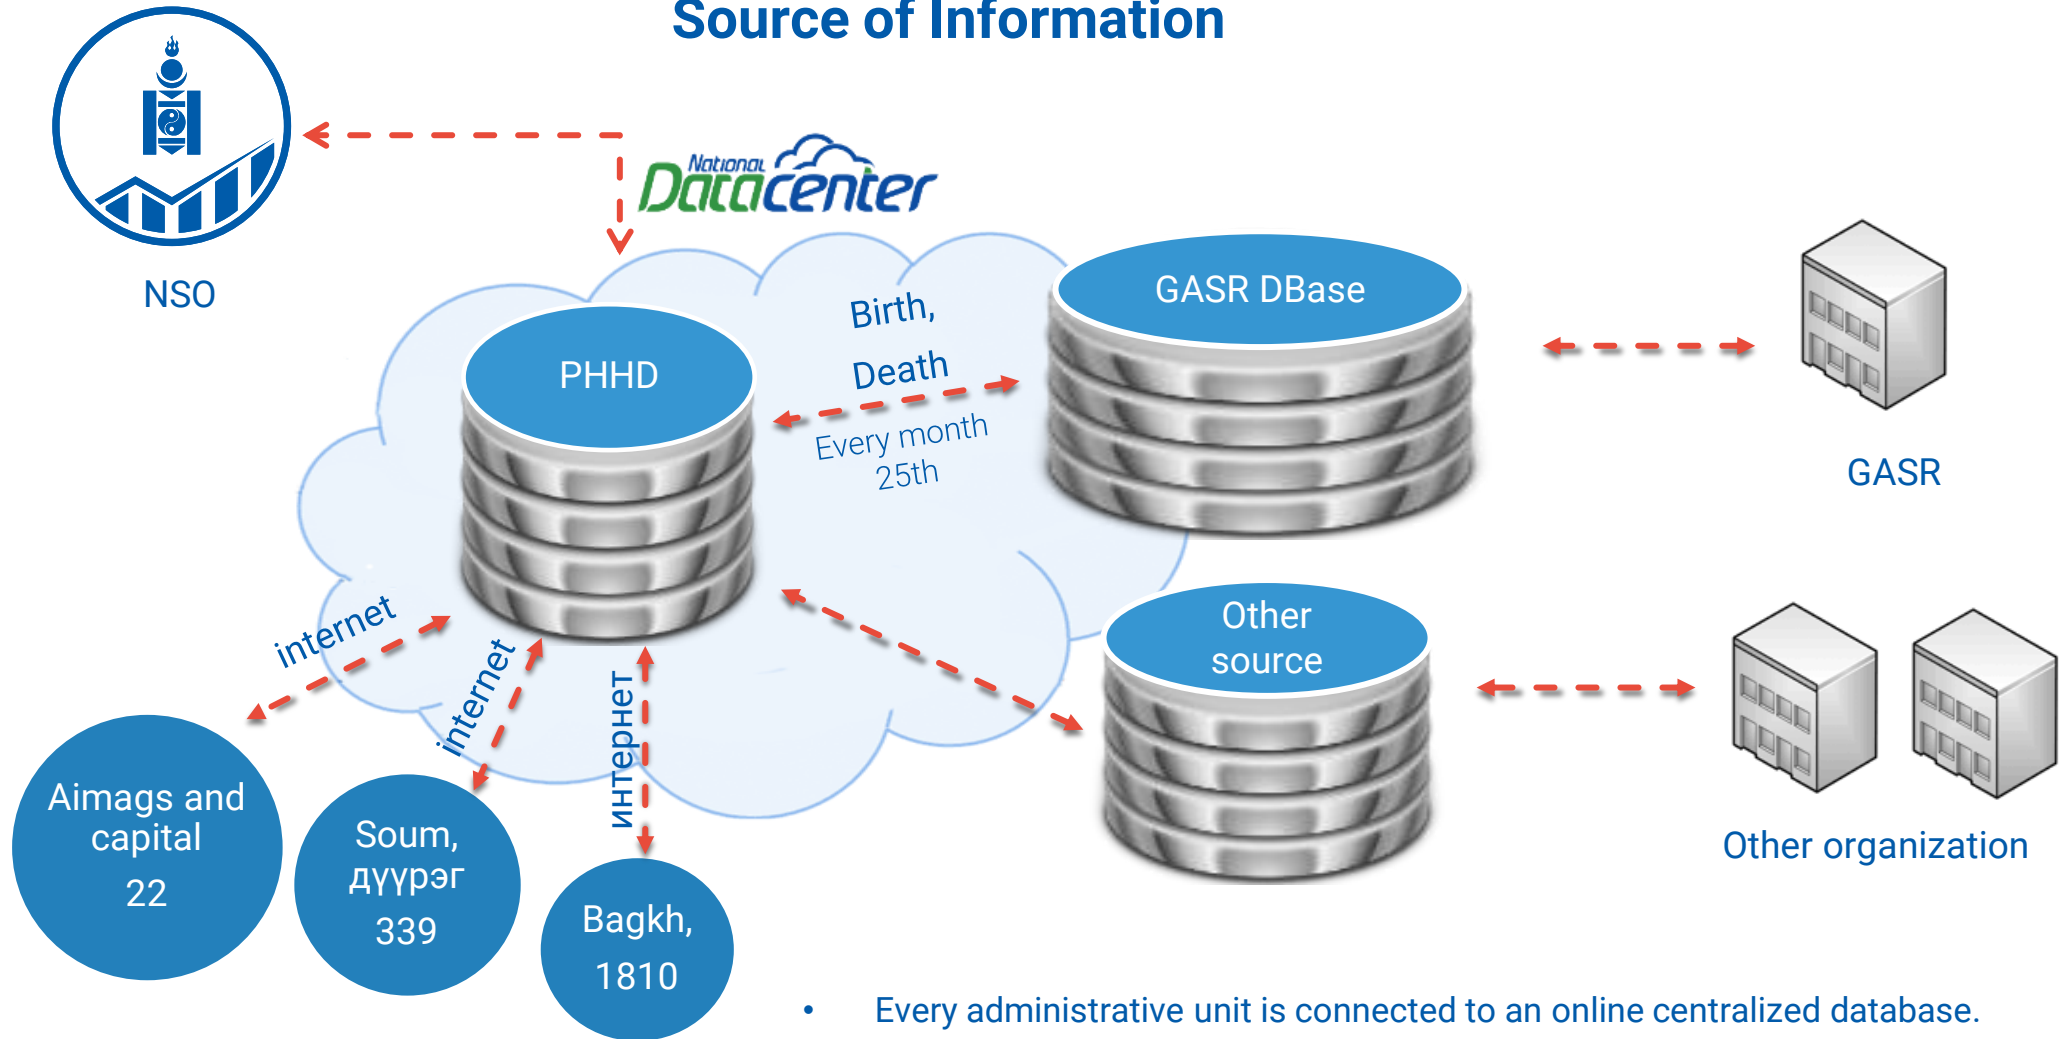 Source of Information
National
Datacenter
NSO
PHHD
Birth,
Death
Every month
25th
GASR DBase
GASR
Other
source
Other organization
internet
internet
интернет
Aimags and
capital
22
Soum,
дүүрэг
339
Bagkh,
1810
• Every administrative unit is connected to an online centralized database.